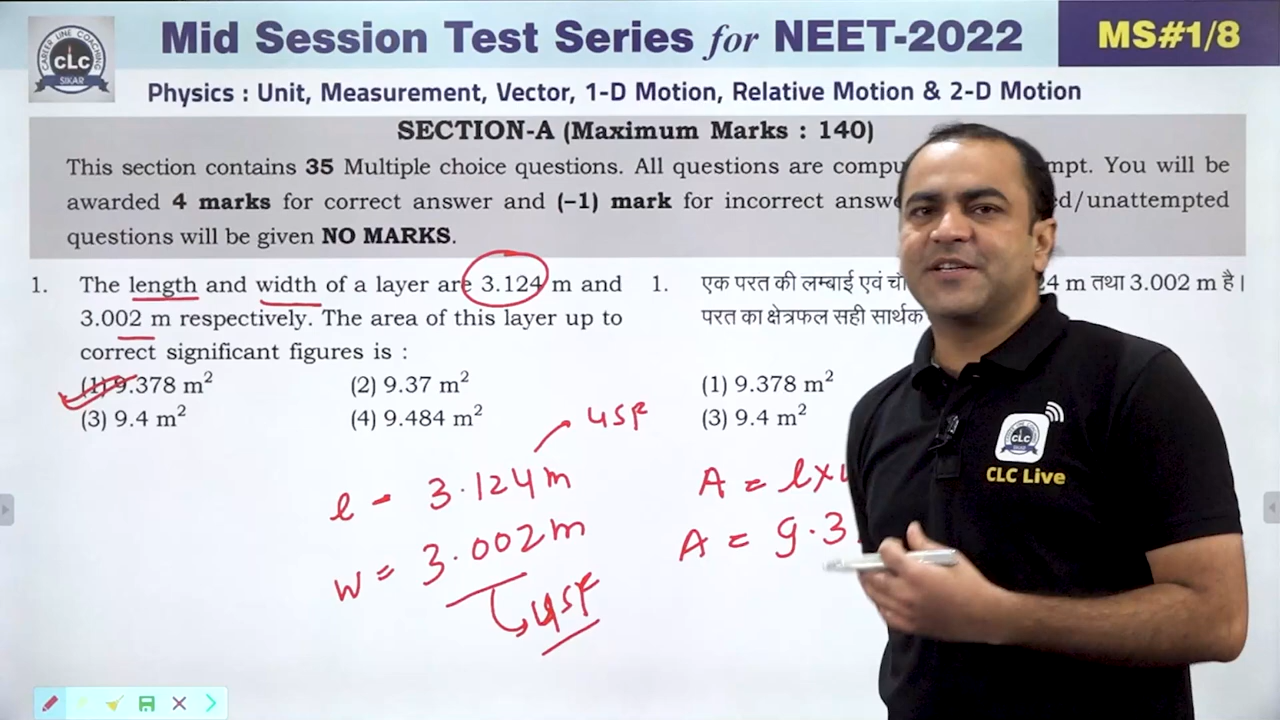 Mid Session Test Series for NEET-2022
MS#1/8
CAREER LINE COACHING
CLC
SIKAR
Physics : Unit, Measurement, Vector, 1-D Motion, Relative Motion & 2-D Motion
SECTION-A (Maximum Marks : 140)
This section contains 35 Multiple choice questions. All questions are You will be
awarded 4 marks for correct answer and (–1) mark for incorrect /unattempted
questions will be given NO MARKS.
1. The length and width of a layer are 3.124 m and
3.002 m respectively. The area of this layer up to
correct significant figures is :
(1) 9.378 m² (2) 9.37 m²
(3) 9.4 m² (4) 9.484 m²
1. एक परत की लम्बाई एवं 24 m तथा 3.002 m है।
परत का क्षेत्रफल सही सार्थक
(1) 9.378 m²
(3) 9.4 m²
4SF
l - 3.124m
w = 3.002m
4SF
A = l×
A = 9.3
CLC
SIKAR
CLC Live